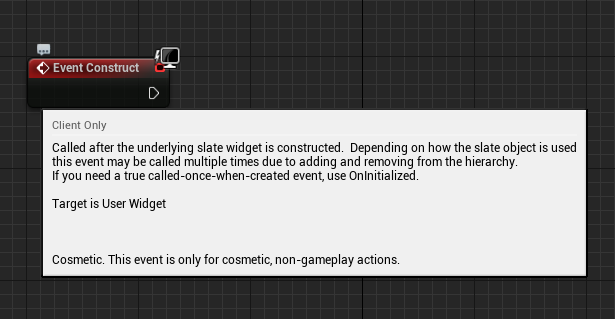 Event Construct
Client Only
Called after the underlying slate widget is constructed.  Depending on how the slate object is used
this event may be called multiple times due to adding and removing from the hierarchy.
If you need a true called-once-when-created event, use OnInitialized.
Target is User Widget
Cosmetic. This event is only for cosmetic, non-gameplay actions.